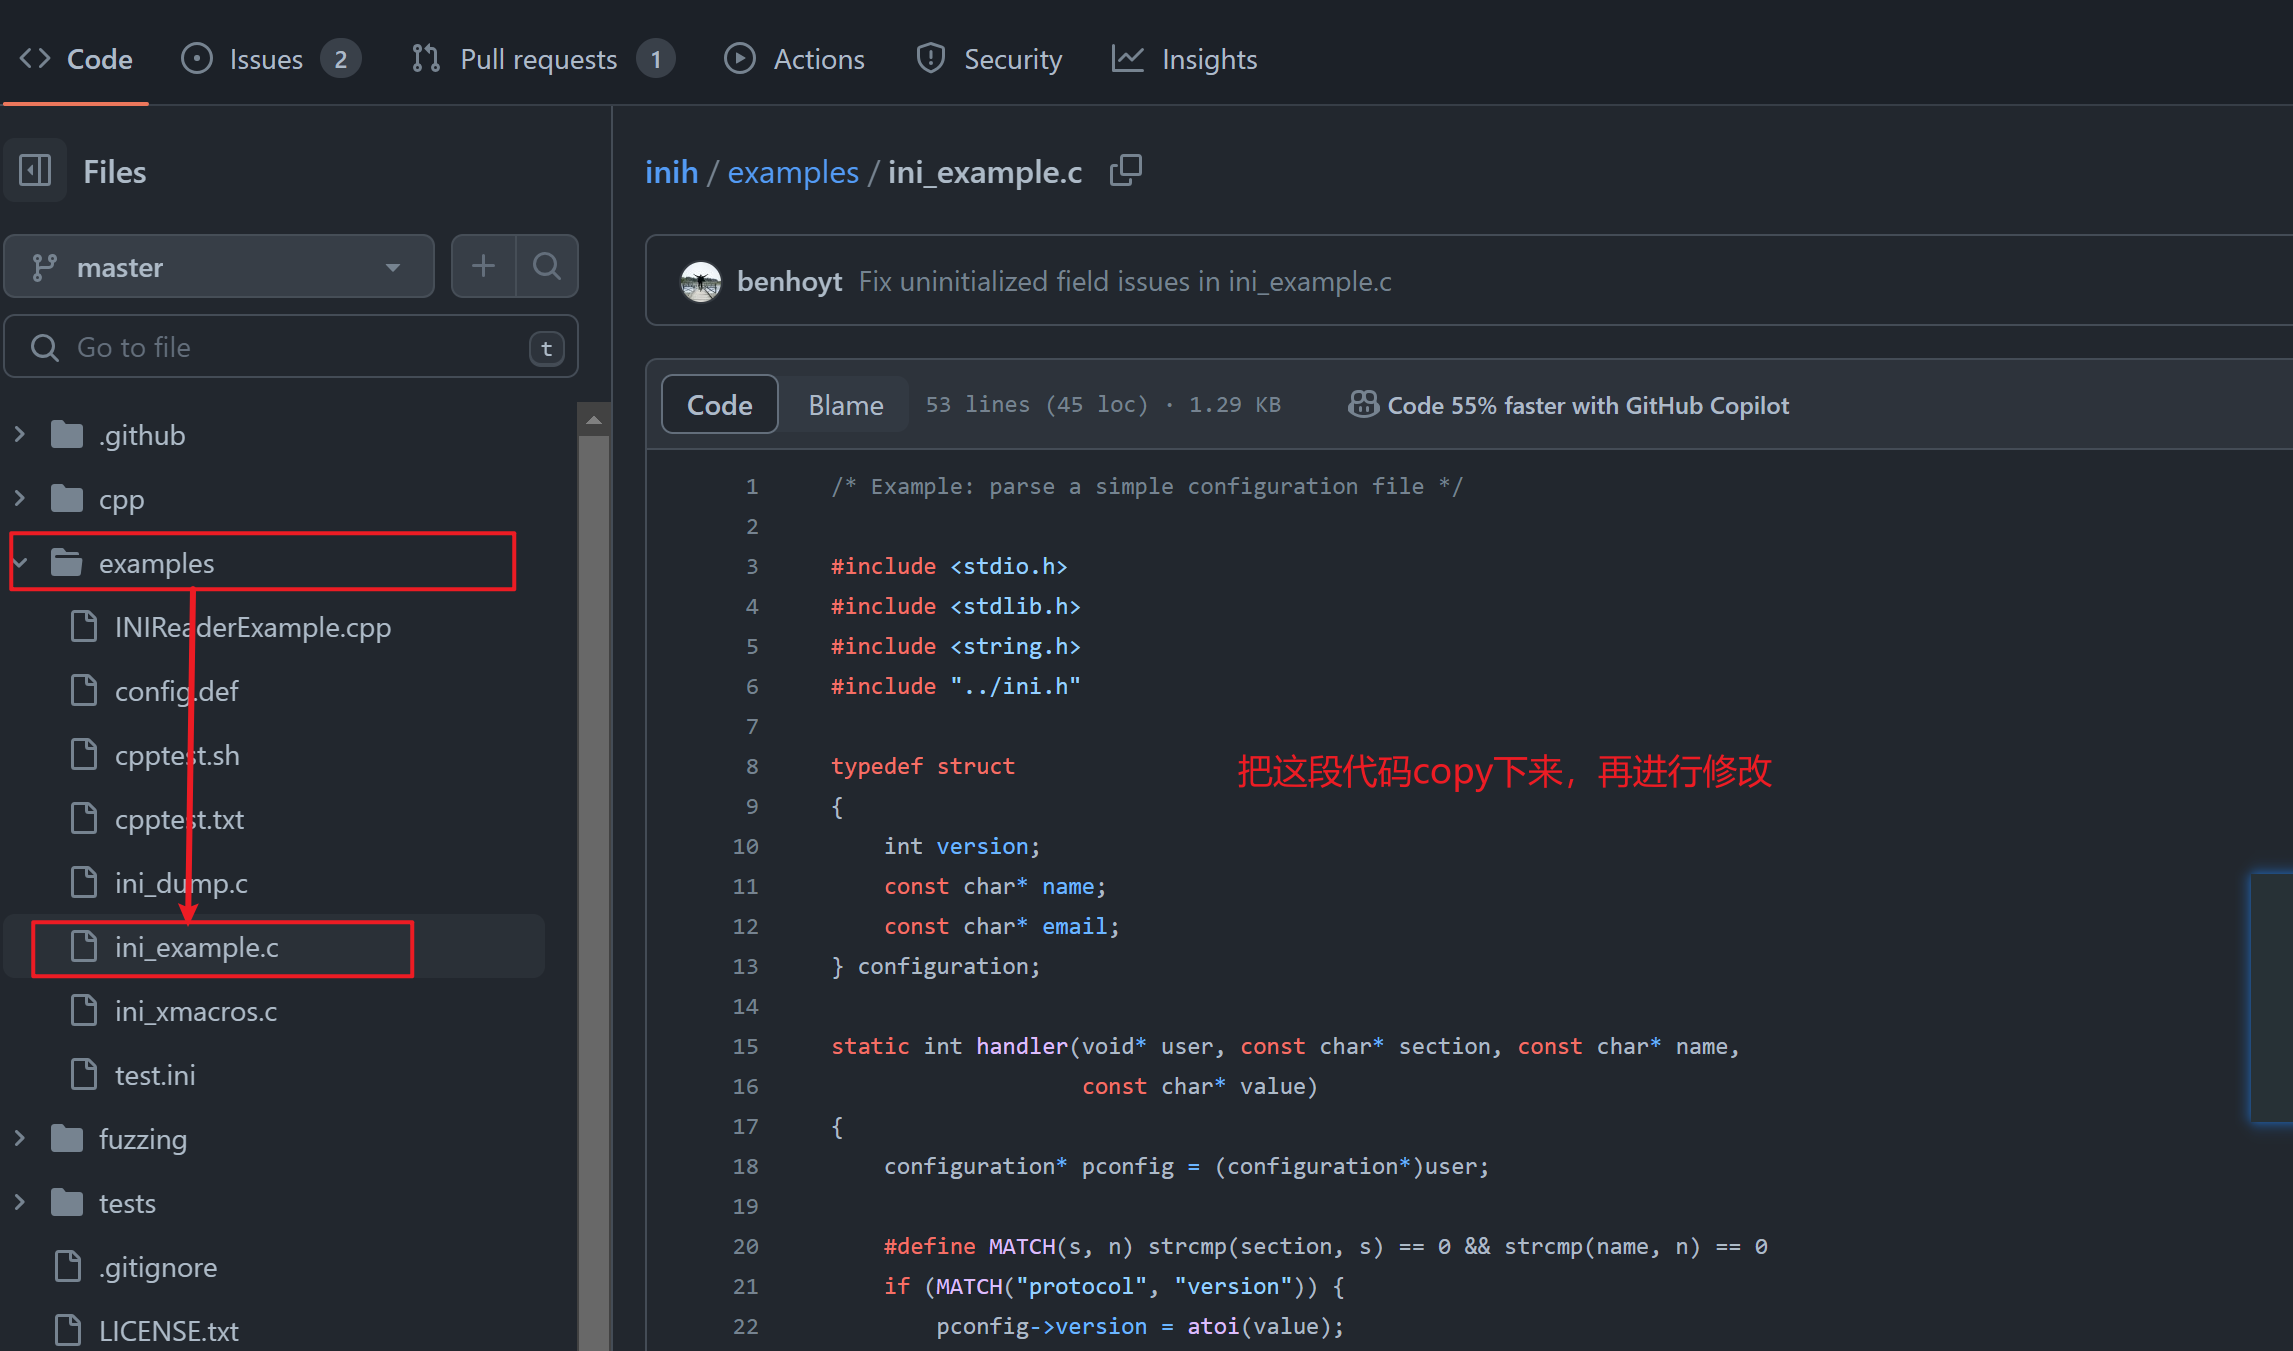 Code
Issues 2
Pull requests 1
Actions
Security
Insights
Files
master
Go to file
t
.github
cpp
examples
INIReaderExample.cpp
config.def
cpptest.sh
cpptest.txt
ini_dump.c
ini_example.c
ini_xmacros.c
test.ini
fuzzing
tests
.gitignore
LICENSE.txt
inih / examples / ini_example.c
benhoyt Fix uninitialized field issues in ini_example.c
Code Blame 53 lines (45 loc) · 1.29 KB Code 55% faster with GitHub Copilot
1 /* Example: parse a simple configuration file */
2
3 #include <stdio.h>
4 #include <stdlib.h>
5 #include <string.h>
6 #include "../ini.h"
7
8 typedef struct
把这段代码copy下来，再进行修改
9 {
10     int version;
11     const char* name;
12     const char* email;
13 } configuration;
14
15 static int handler(void* user, const char* section, const char* name,
16                    const char* value)
17 {
18     configuration* pconfig = (configuration*)user;
19
20     #define MATCH(s, n) strcmp(section, s) == 0 && strcmp(name, n) == 0
21     if (MATCH("protocol", "version")) {
22         pconfig->version = atoi(value);